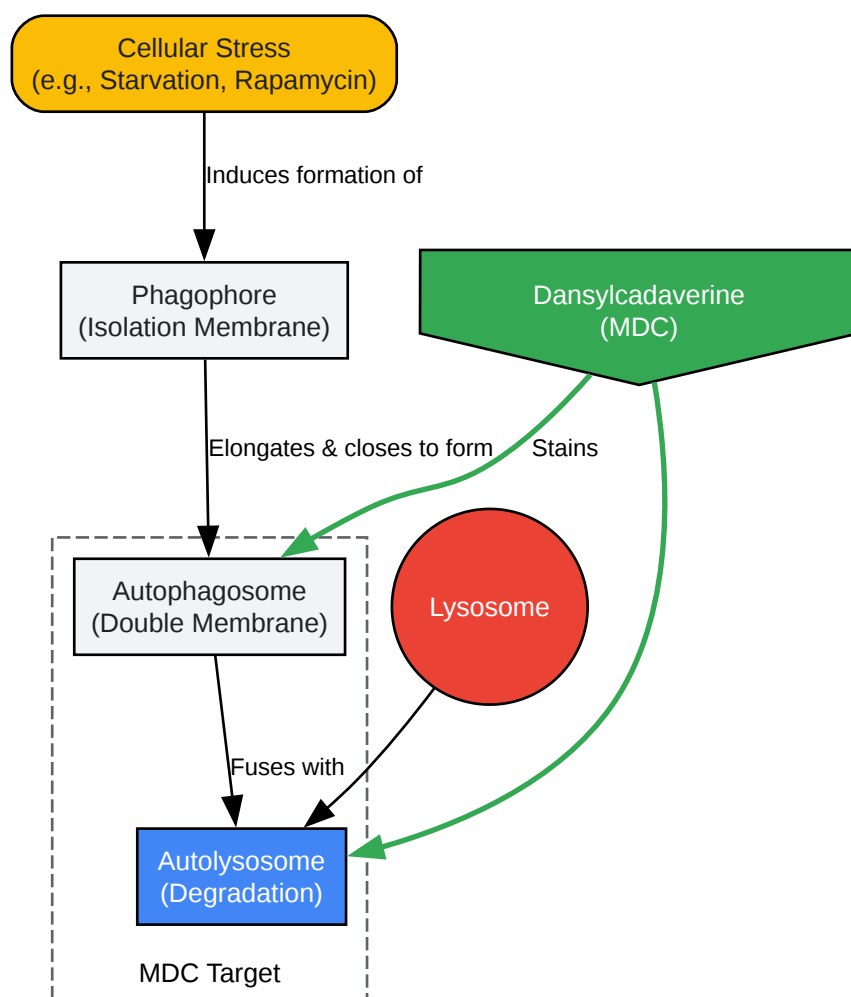 Cellular Stress
(e.g., Starvation, Rapamycin)
Induces formation of
Phagophore
(Isolation Membrane)
Dansylcadaverine
(MDC)
Elongates & closes to form
Stains
Autophagosome
(Double Membrane)
Lysosome
Fuses with
Autolysosome
(Degradation)
MDC Target